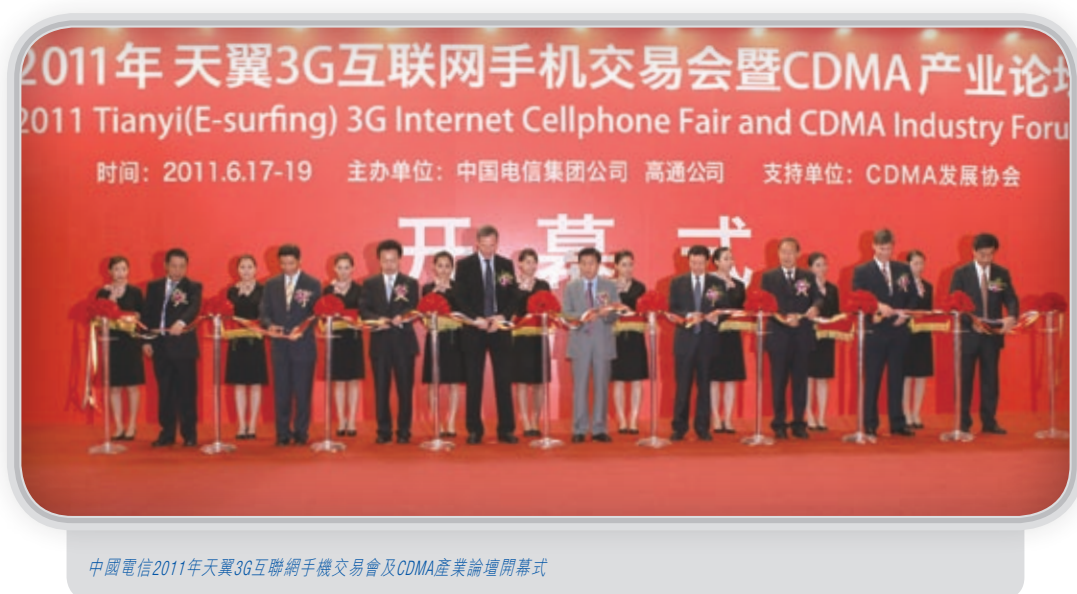 2011年 天翼3G互联网手机交易会暨CDMA 产业论坛
2011 Tianyi(E-surfing) 3G Internet Cellphone Fair and CDMA Industry Foru
时间：2011.6.17-19 主办单位：中国电信集团公司 高通公司 支持单位：CDMA发展协会
开幕式
中國電信2011年天翼3G互聯網手機交易會及CDMA產業論壇開幕式